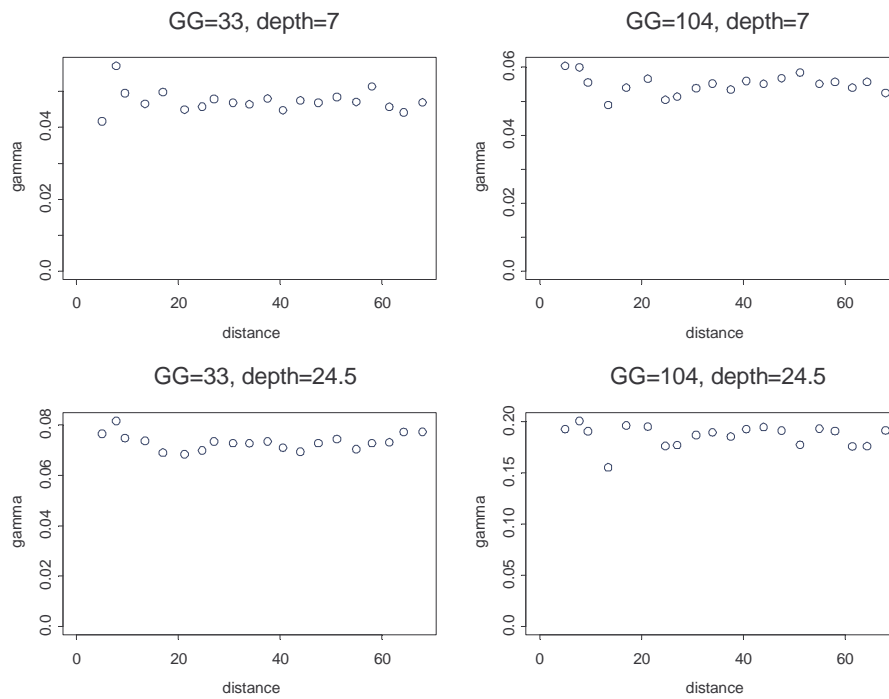 GG=33, depth=7
gamma
0.0 0.02 0.04
0 20 40 60
distance
GG=104, depth=7
gamma
0.0 0.02 0.04 0.06
0 20 40 60
distance
GG=33, depth=24.5
gamma
0.0 0.02 0.04 0.06 0.08
0 20 40 60
distance
GG=104, depth=24.5
gamma
0.0 0.05 0.10 0.15 0.20
0 20 40 60
distance